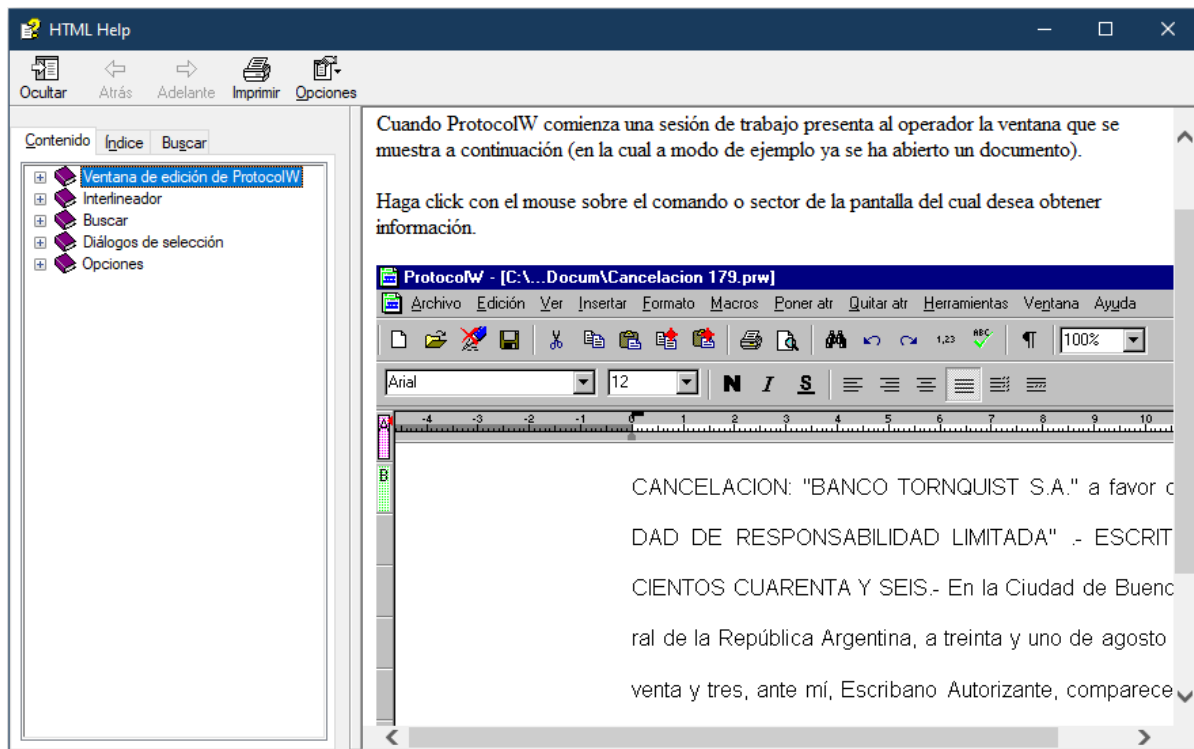 HTML Help
Ocultar Atrás Adelante Imprimir Opciones
Contenido Índice Buscar
Ventana de edición de ProtocolW
Interlineador
Buscar
Diálogos de selección
Opciones
Cuando ProtocolW comienza una sesión de trabajo presenta al operador la ventana que se
muestra a continuación (en la cual a modo de ejemplo ya se ha abierto un documento).
Haga click con el mouse sobre el comando o sector de la pantalla del cual desea obtener
información.
ProtocolW - [C:\...Docum\Cancelacion 179.prw]
Archivo Edición Ver Insertar Formato Macros Poner atr Quitar atr Herramientas Ventana Ayuda
1,23 ABC ¶ 100%
Arial 12 N I S
A -4 -3 -2 -1 0 1 2 3 4 5 6 7 8 9 10
B
CANCELACION: "BANCO TORNQUIST S.A." a favor
DAD DE RESPONSABILIDAD LIMITADA" .- ESCRIT
CIENTOS CUARENTA Y SEIS.- En la Ciudad de Buenc
ral de la República Argentina, a treinta y uno de agosto
venta y tres, ante mí, Escribano Autorizante, comparece